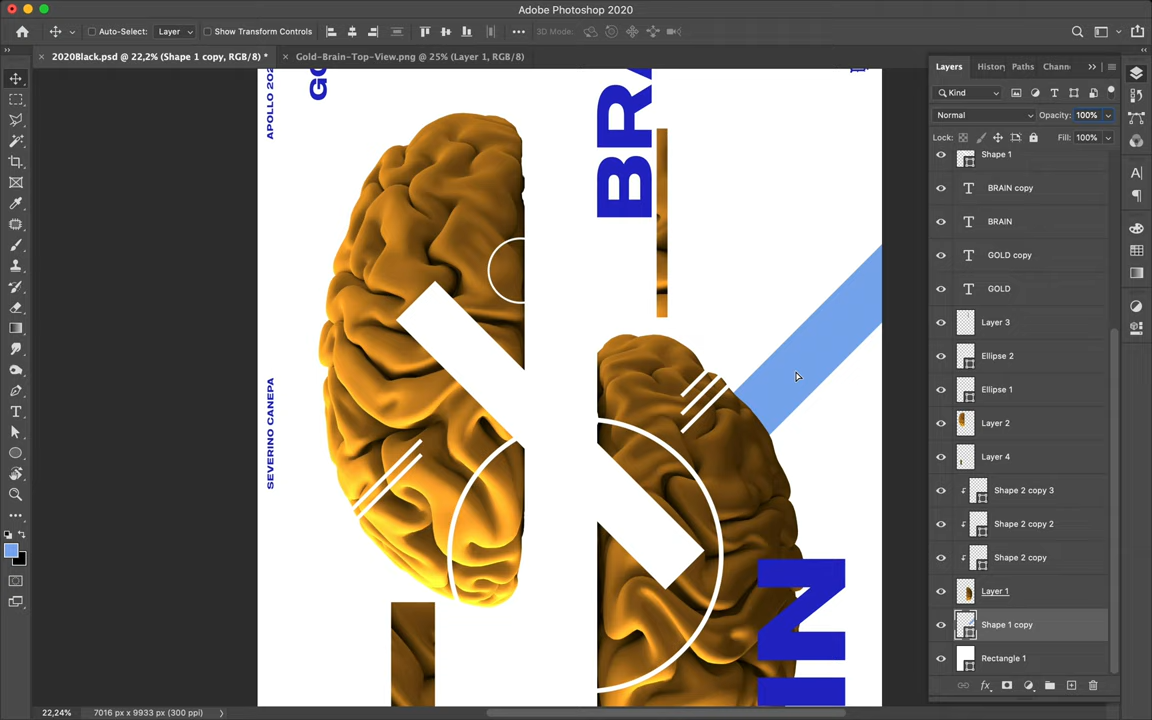 Adobe Photoshop 2020
Auto-Select: Layer Show Transform Controls 3D Mode:
2020Black.psd @ 22,2% (Shape 1 copy, RGB/8) * Gold-Brain-Top-View.png @ 25% (Layer 1, RGB/8)
Layers Histor Paths Chann
Kind
Normal Opacity: 100%
Lock: Fill: 100%
Shape 1
BRAIN copy
BRAIN
GOLD copy
GOLD
Layer 3
Ellipse 2
Ellipse 1
Layer 2
Layer 4
Shape 2 copy 3
Shape 2 copy 2
Shape 2 copy
Layer 1
Shape 1 copy
Rectangle 1
APOLLO 202
GO
BRA
SEVERINO CANEPA
IN
22,24% 7016 px x 9933 px (300 ppi)